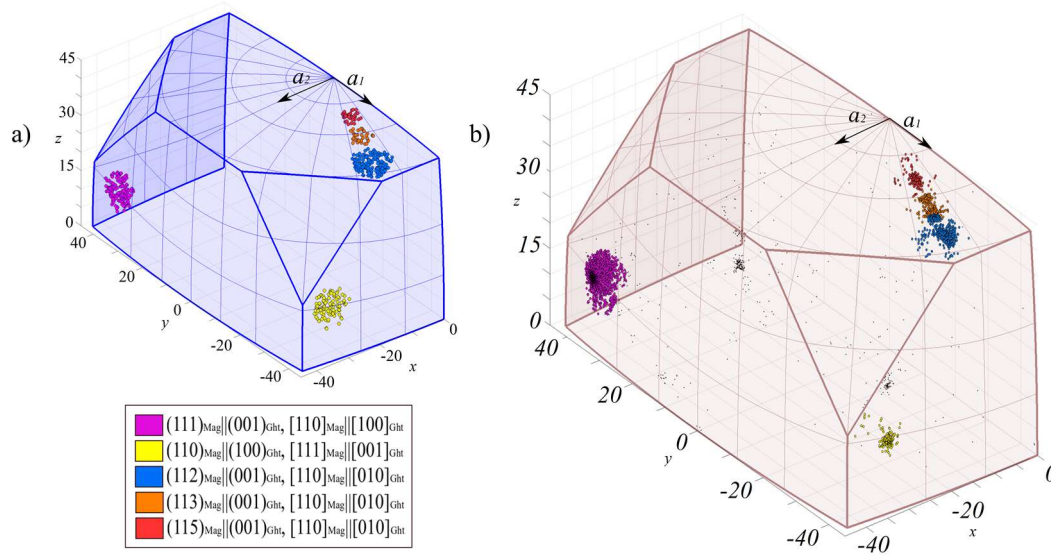 a)
45
30
z
15
0
40
20
y
0
-20
-40
-40
-20
x
0
a2
a1
b)
45
30
z
15
0
40
20
y
0
-20
-40
-40
-20
x
0
a2
a1
(111)Mag||(001)Ght, [110]Mag||[100]Ght
(110)Mag||(100)Ght, [111]Mag||[001]Ght
(112)Mag||(001)Ght, [110]Mag||[010]Ght
(113)Mag||(001)Ght, [110]Mag||[010]Ght
(115)Mag||(001)Ght, [110]Mag||[010]Ght